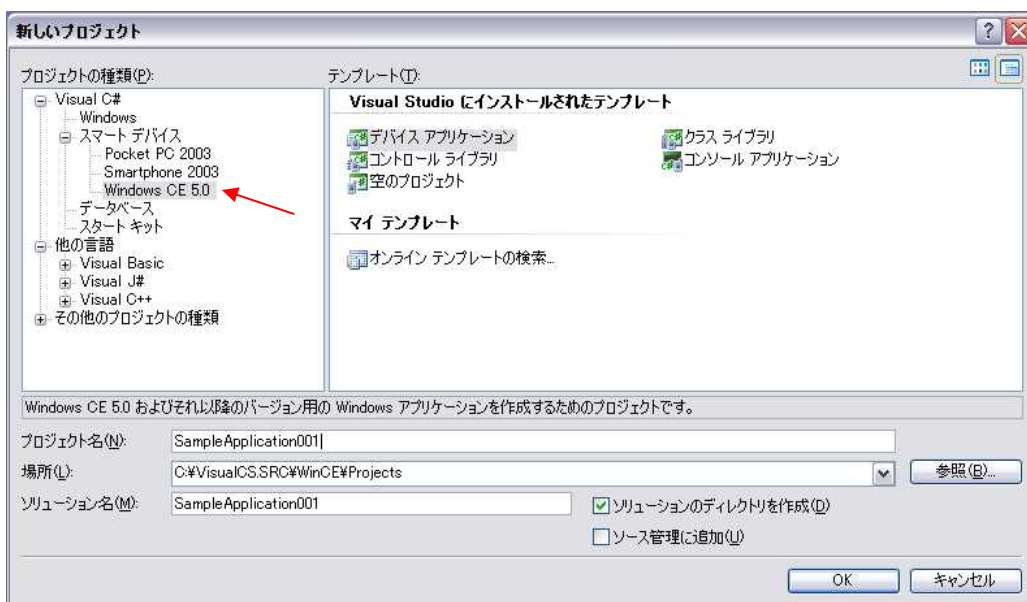 新しいプロジェクト
プロジェクトの種類(P):
Visual C#
Windows
スマート デバイス
Pocket PC 2003
Smartphone 2003
Windows CE 5.0
データベース
スタート キット
他の言語
Visual Basic
Visual J#
Visual C++
その他のプロジェクトの種類
テンプレート(T):
Visual Studio にインストールされたテンプレート
デバイス アプリケーション
クラス ライブラリ
コントロール ライブラリ
コンソール アプリケーション
空のプロジェクト
マイ テンプレート
オンライン テンプレートの検索...
Windows CE 5.0 およびそれ以降のバージョン用の Windows アプリケーションを作成するためのプロジェクトです。
プロジェクト名(N):
SampleApplication001
場所(L):
C:¥VisualCS.SRC¥WinCE¥Projects
参照(B)...
ソリューション名(M):
SampleApplication001
ソリューションのディレクトリを作成(D)
ソース管理に追加(U)
OK
キャンセル